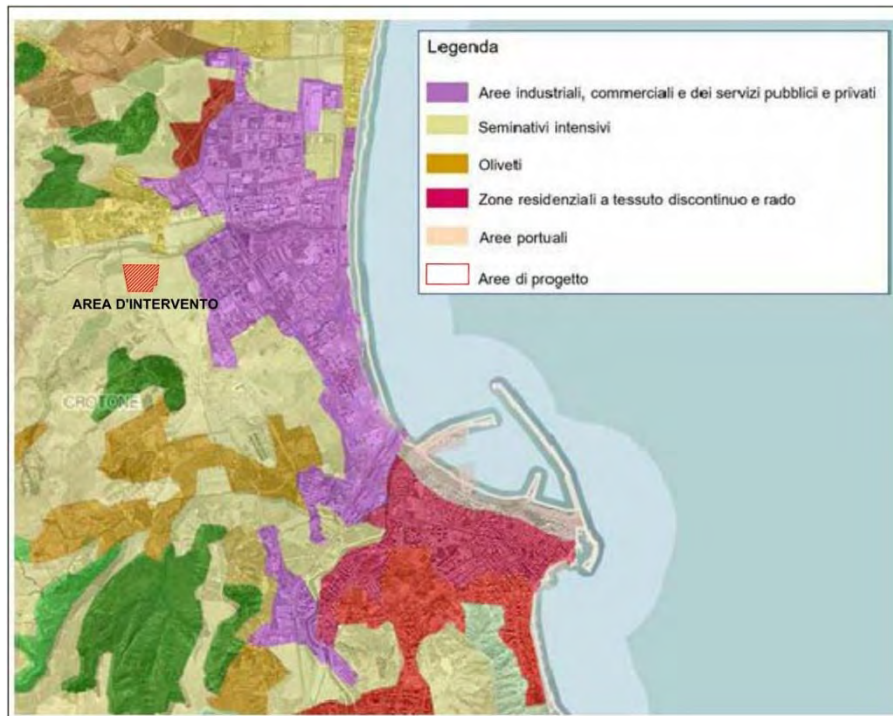 Legenda
Aree industriali, commerciali e dei servizi pubblicii e privati
Seminativi intensivi
Oliveti
Zone residenziali a tessuto discontinuo e rado
Aree portuali
Aree di progetto
AREA D'INTERVENTO
CROTONE